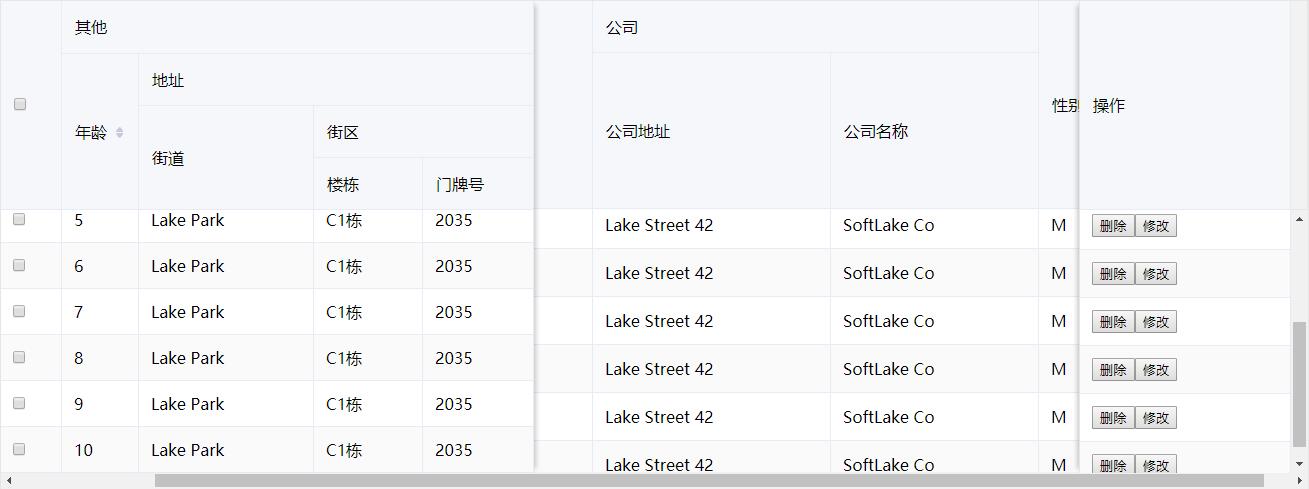 其他 公司
地址
性别 操作
年龄 街区 公司地址 公司名称
街道
楼栋 门牌号
5 Lake Park C1栋 2035 Lake Street 42 SoftLake Co M 删除 修改
6 Lake Park C1栋 2035 Lake Street 42 SoftLake Co M 删除 修改
7 Lake Park C1栋 2035 Lake Street 42 SoftLake Co M 删除 修改
8 Lake Park C1栋 2035 Lake Street 42 SoftLake Co M 删除 修改
9 Lake Park C1栋 2035 Lake Street 42 SoftLake Co M 删除 修改
10 Lake Park C1栋 2035 Lake Street 42 SoftLake Co M 删除 修改